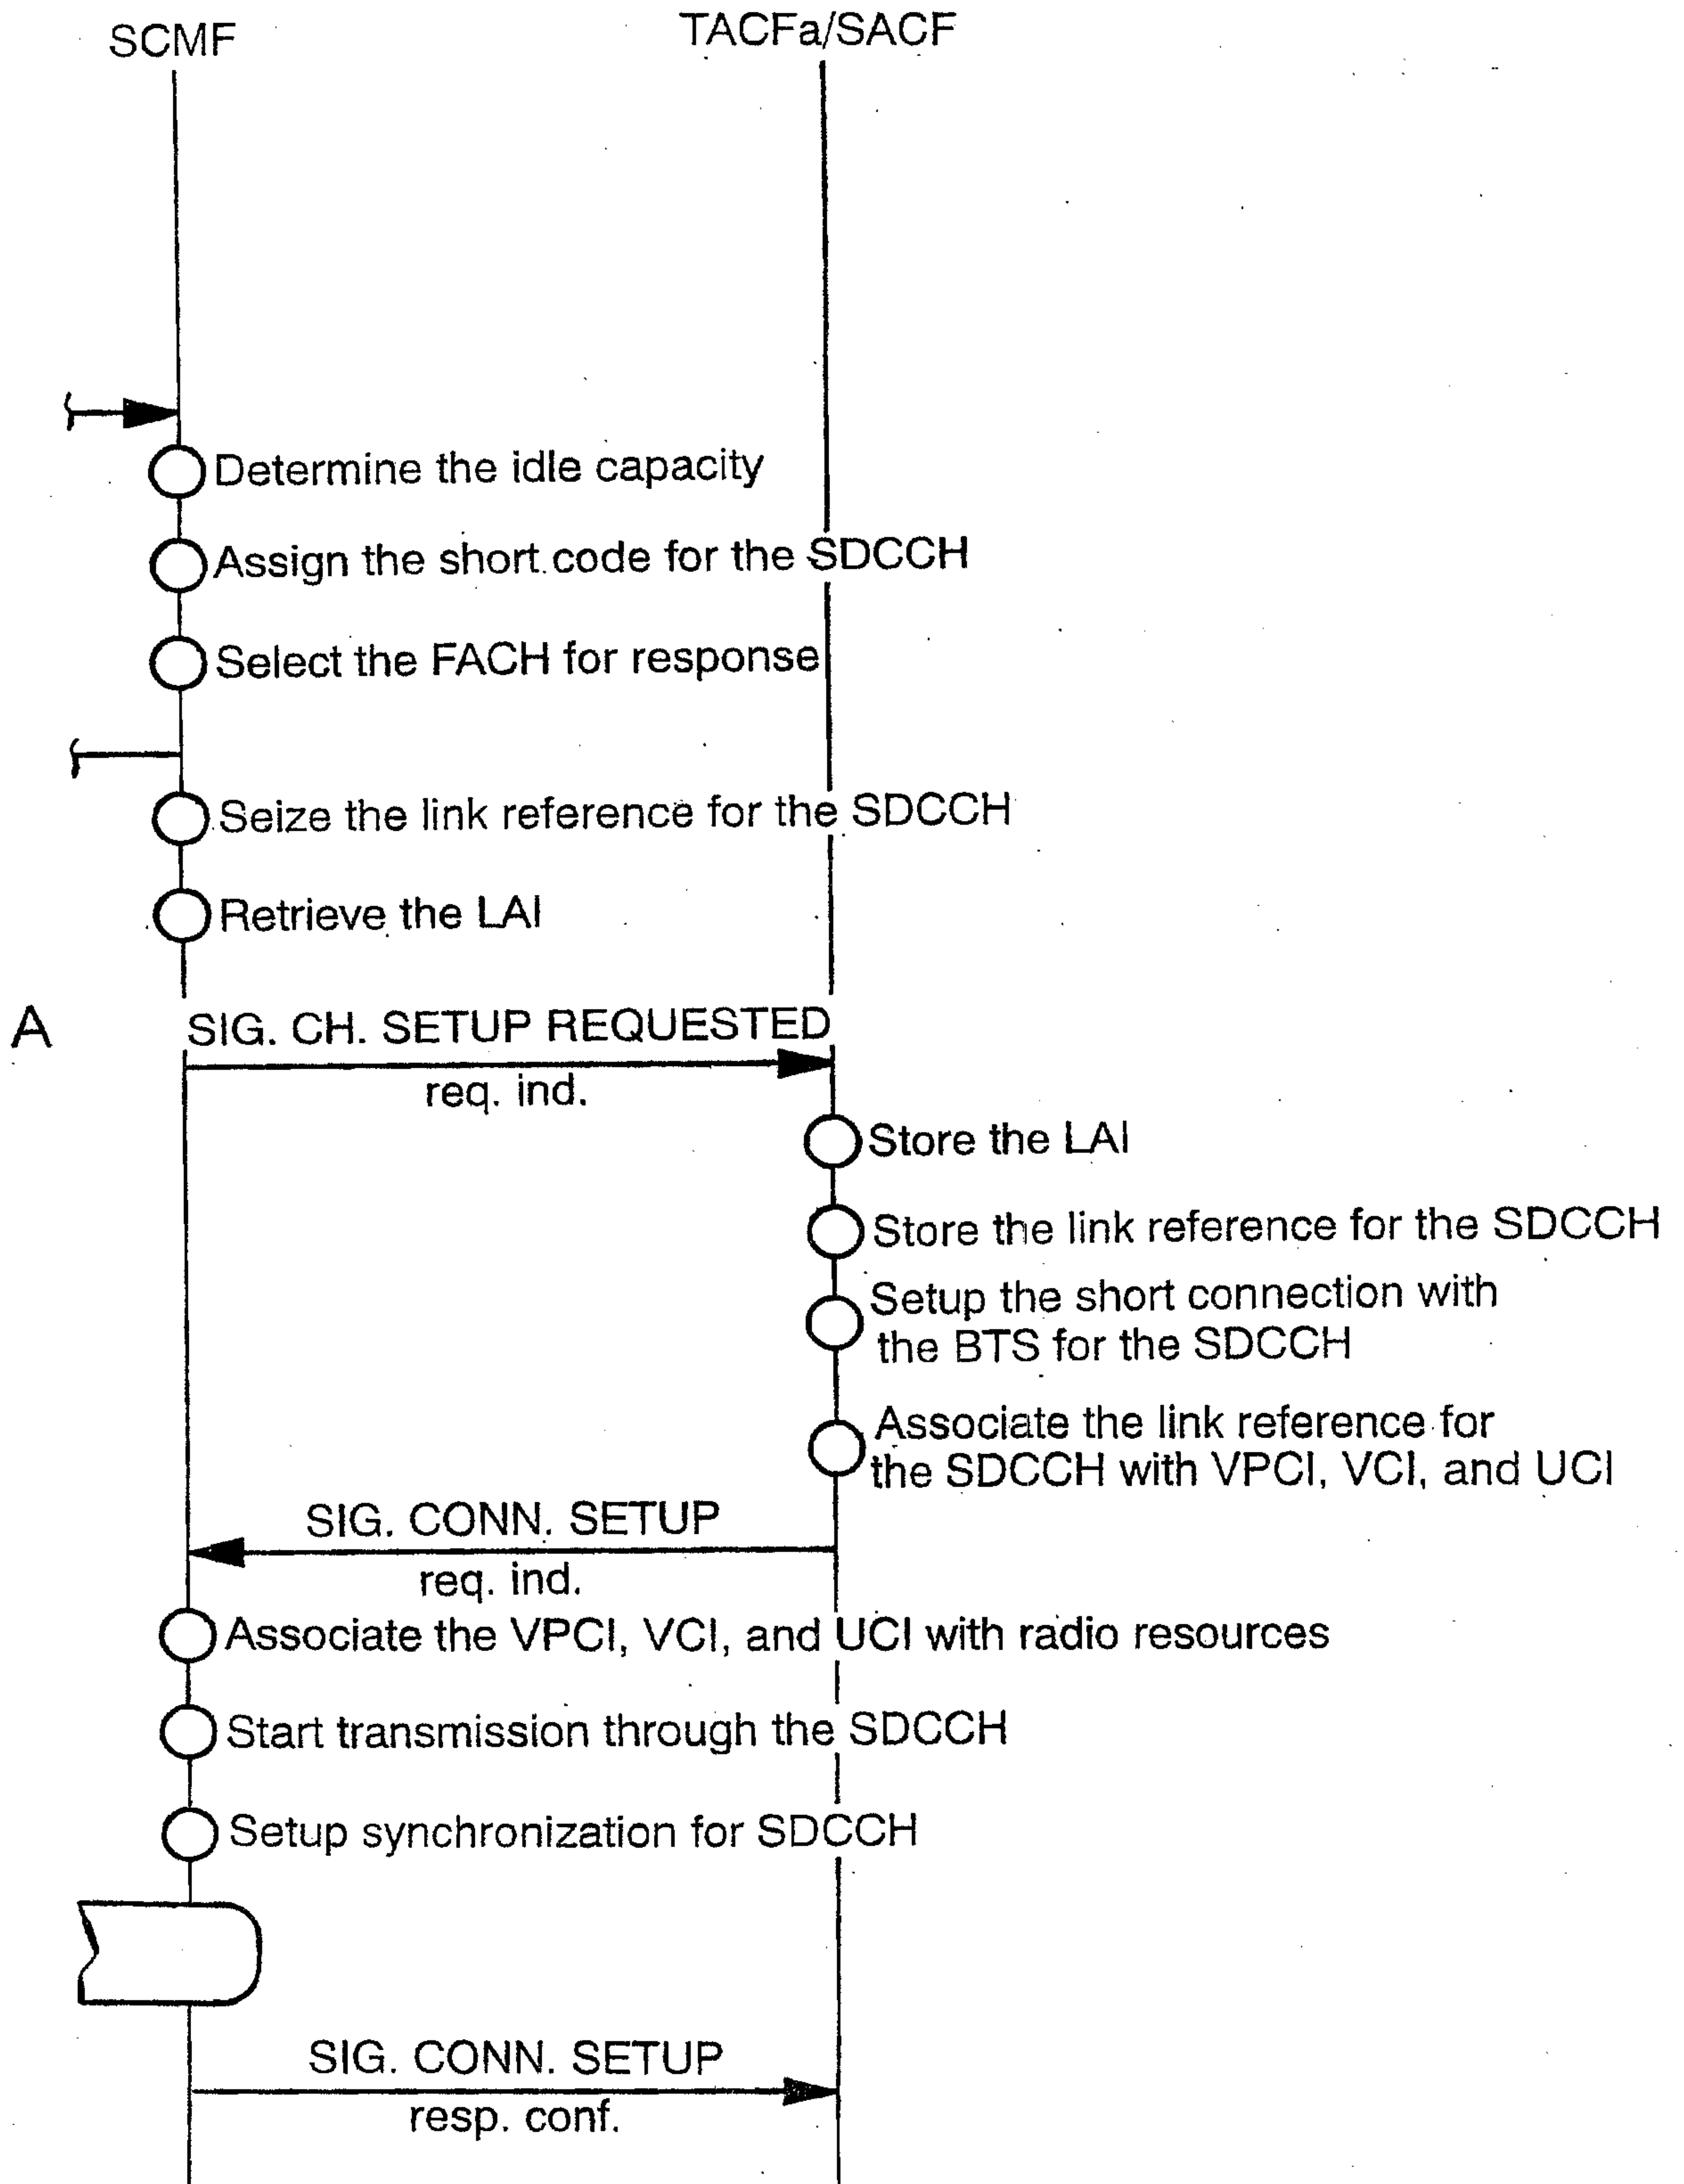 SCMF
TACFa/SACF
Determine the idle capacity
Assign the short code for the SDCCH
Select the FACH for response
Seize the link reference for the SDCCH
Retrieve the LAI
A
SIG. CH. SETUP REQUESTED
req. ind.
Store the LAI
Store the link reference for the SDCCH
Setup the short connection with
the BTS for the SDCCH
Associate the link reference for
the SDCCH with VPCI, VCI, and UCI
SIG. CONN. SETUP
req. ind.
Associate the VPCI, VCI, and UCI with radio resources
Start transmission through the SDCCH
Setup synchronization for SDCCH
SIG. CONN. SETUP
resp. conf.